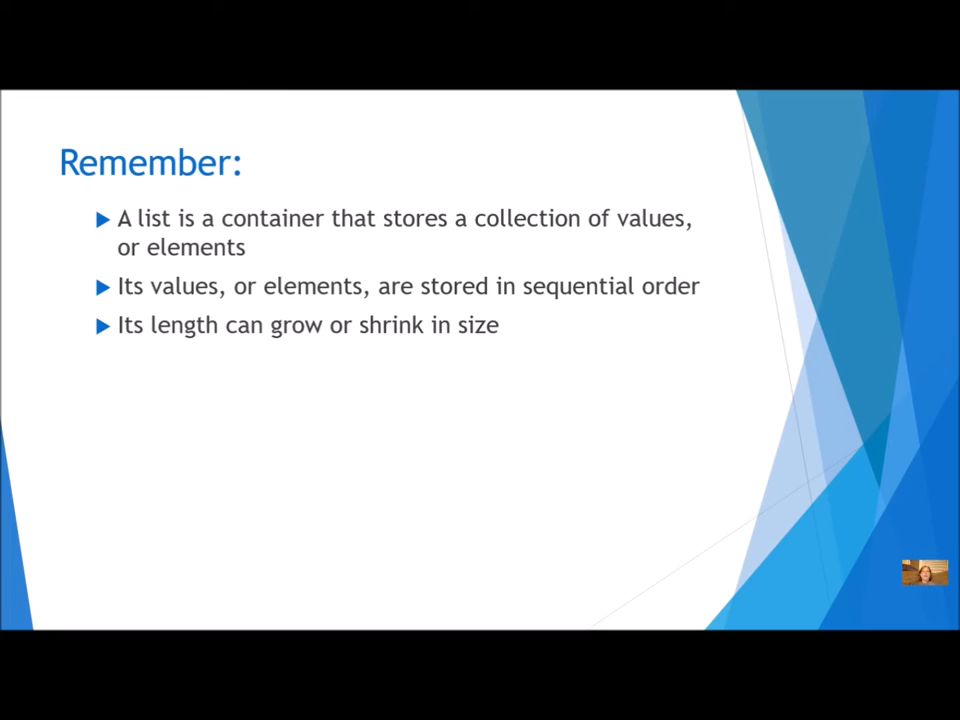 Remember:
A list is a container that stores a collection of values,
or elements
Its values, or elements, are stored in sequential order
Its length can grow or shrink in size